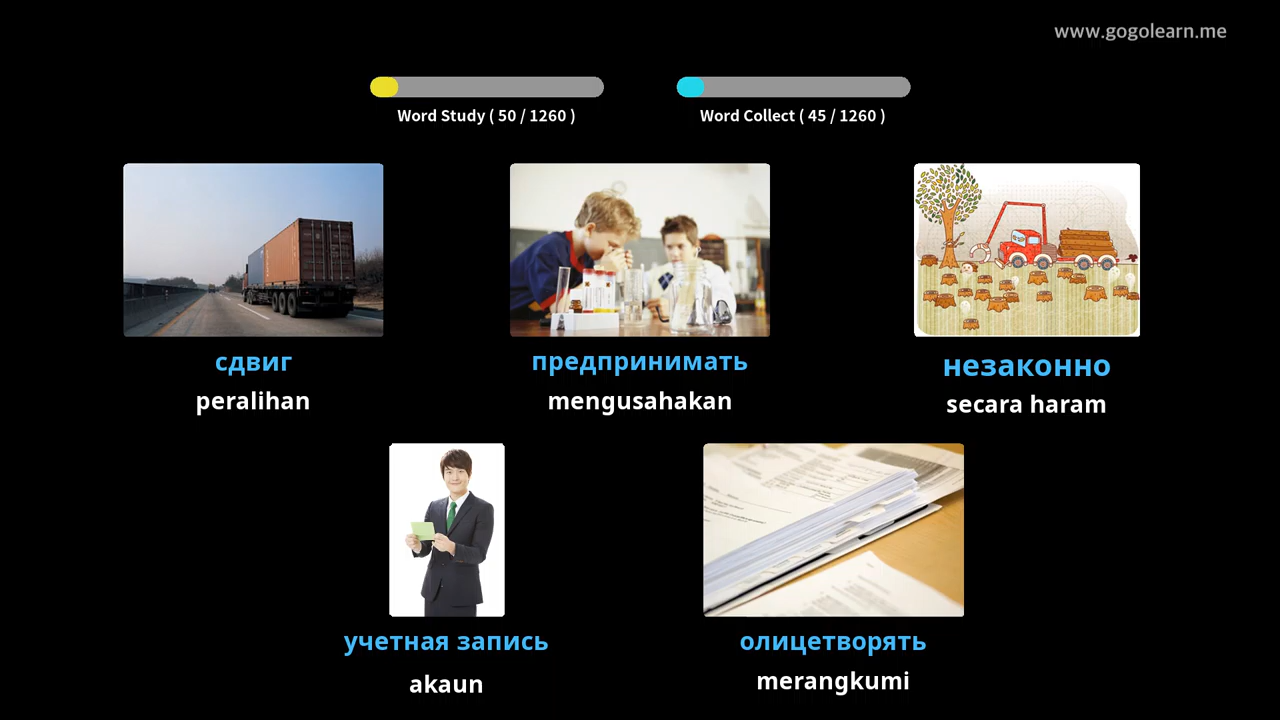 www.gogolearn.me
Word Study ( 50 / 1260 )
Word Collect ( 45 / 1260 )
сдвиг
peralihan
предпринимать
mengusahakan
незаконно
secara haram
учетная запись
akaun
олицетворять
merangkumi